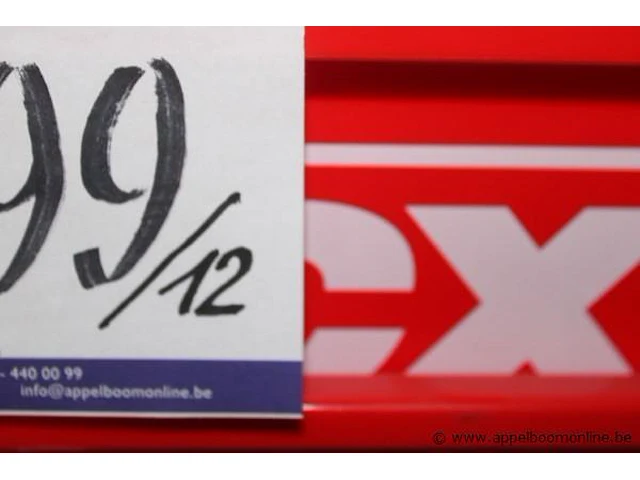 99/12
- 440 00 99
info@appelboomonline.be
ex
© www.appelboomonline.be